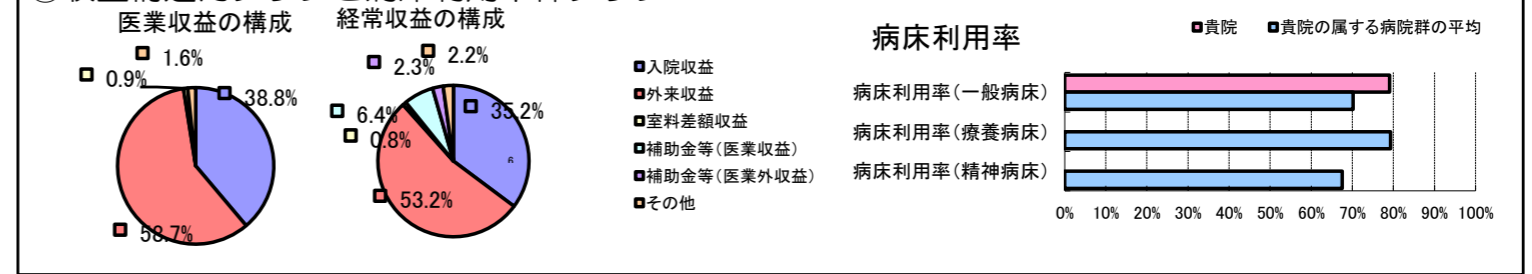 医業収益の構成
1.6%
0.9%
38.8%
58.7%
経常収益の構成
2.2%
2.3%
6.4%
0.8%
35.2%
6
53.2%
入院収益
外来収益
室料差額収益
補助金等(医業収益)
補助金等(医業外収益)
その他
病床利用率
貴院 貴院の属する病院群の平均
病床利用率(一般病床)
病床利用率(療養病床)
病床利用率(精神病床)
0% 10% 20% 30% 40% 50% 60% 70% 80% 90% 100%